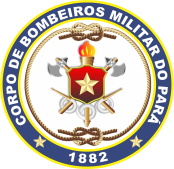 CORPO DE BOMBEIROS MILITAR DO PARÁ
1882